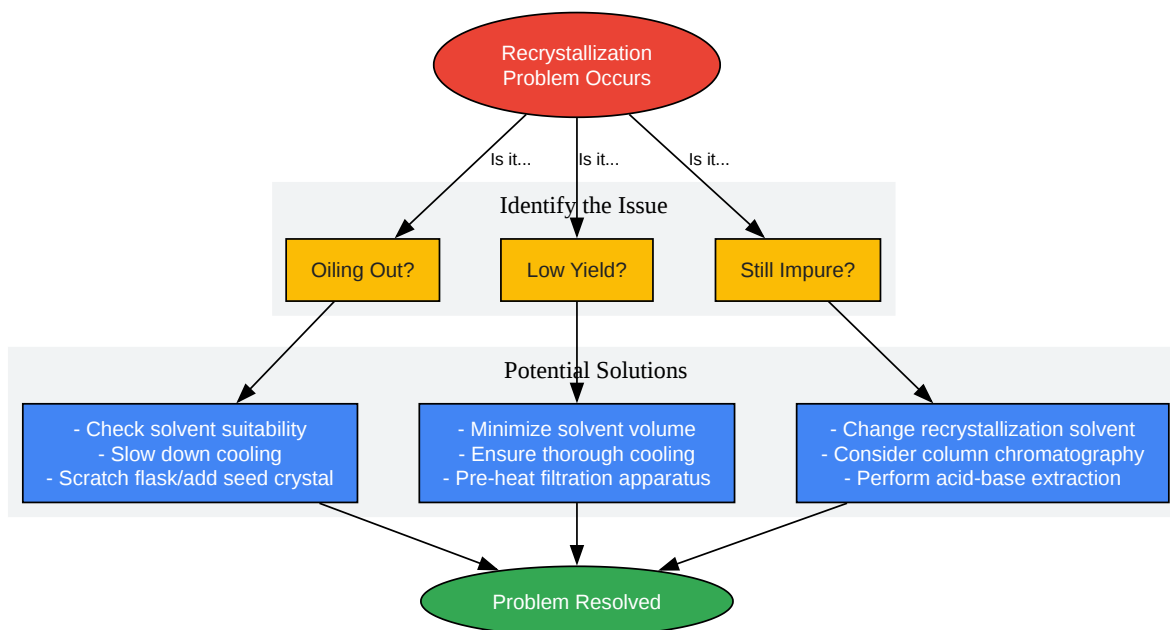 Recrystallization
Problem Occurs
Is it...
Is it...
Is it...
Identify the Issue
Oiling Out?
Low Yield?
Still Impure?
Potential Solutions
- Check solvent suitability
- Slow down cooling
- Scratch flask/add seed crystal
- Minimize solvent volume
- Ensure thorough cooling
- Pre-heat filtration apparatus
- Change recrystallization solvent
- Consider column chromatography
- Perform acid-base extraction
Problem Resolved